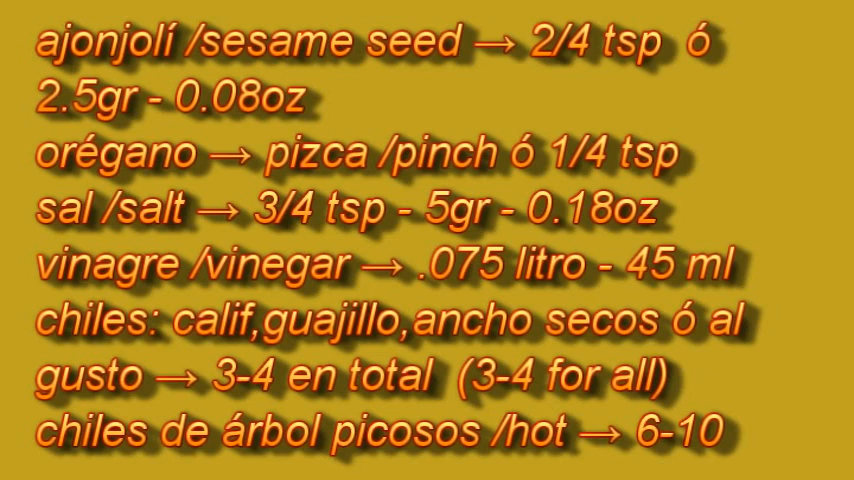 ajonjolí /sesame seed → 2/4 tsp ó
2.5gr - 0.08oz
orégano → pizca /pinch ó 1/4 tsp
sal /salt → 3/4 tsp - 5gr - 0.18oz
vinagre /vinegar → .075 litro - 45 ml
chiles: calif,guajillo,ancho secos ó al
gusto → 3-4 en total (3-4 for all)
chiles de árbol picosos /hot → 6-10